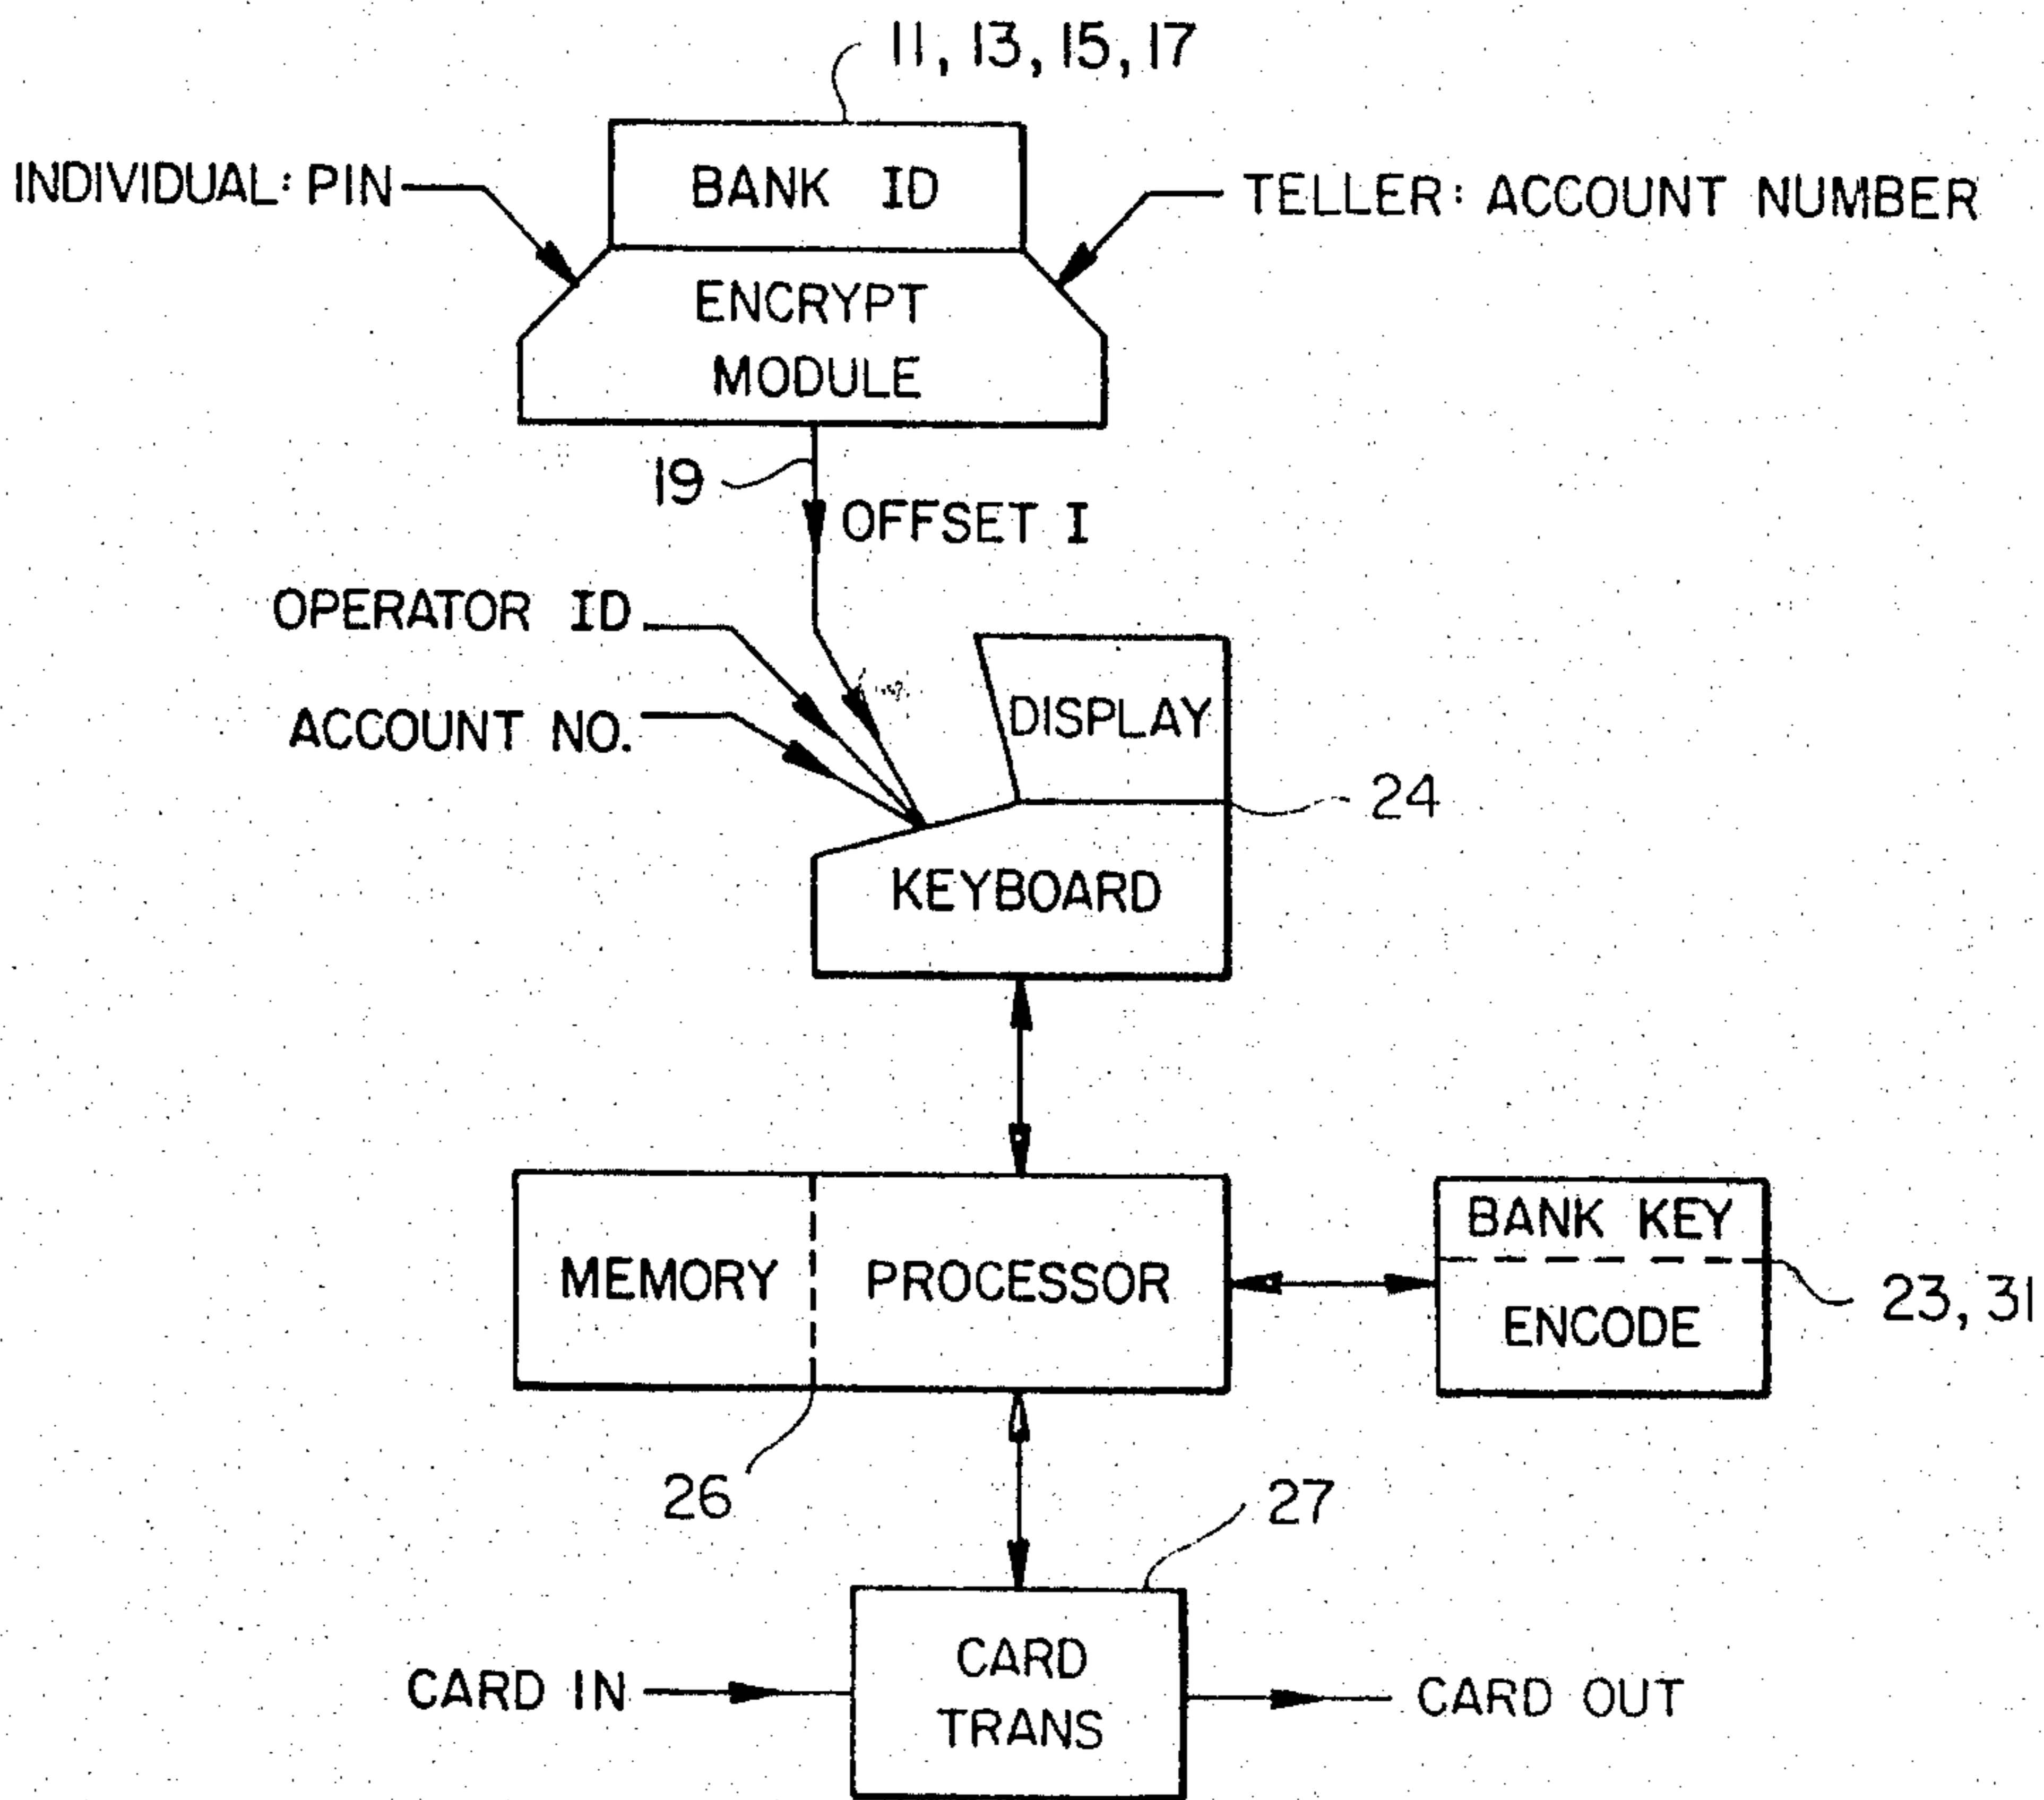 11, 13, 15, 17
INDIVIDUAL: PIN
BANK ID
TELLER: ACCOUNT NUMBER
ENCRYPT
MODULE
19
OFFSET I
OPERATOR ID
ACCOUNT NO.
DISPLAY
24
KEYBOARD
MEMORY
PROCESSOR
BANK KEY
ENCODE
23, 31
26
27
CARD IN
CARD
TRANS
CARD OUT